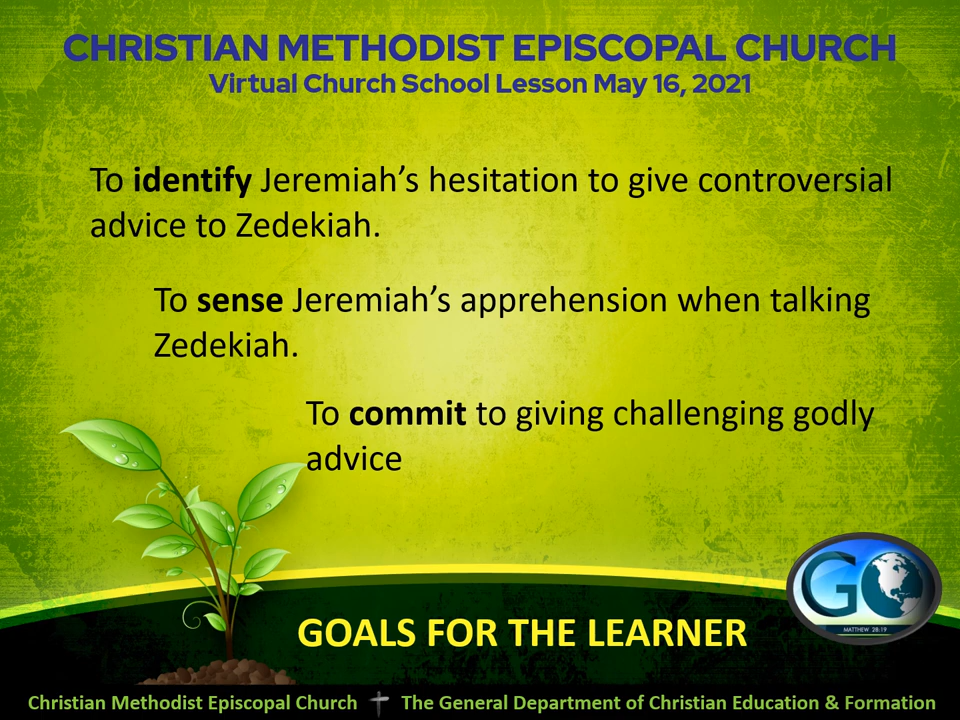 CHRISTIAN METHODIST EPISCOPAL CHURCH
Virtual Church School Lesson May 16, 2021
To identify Jeremiah’s hesitation to give controversial
advice to Zedekiah.
To sense Jeremiah’s apprehension when talking
Zedekiah.
To commit to giving challenging godly
advice
GO
MATTHEW 28:19
GOALS FOR THE LEARNER
Christian Methodist Episcopal Church The General Department of Christian Education & Formation